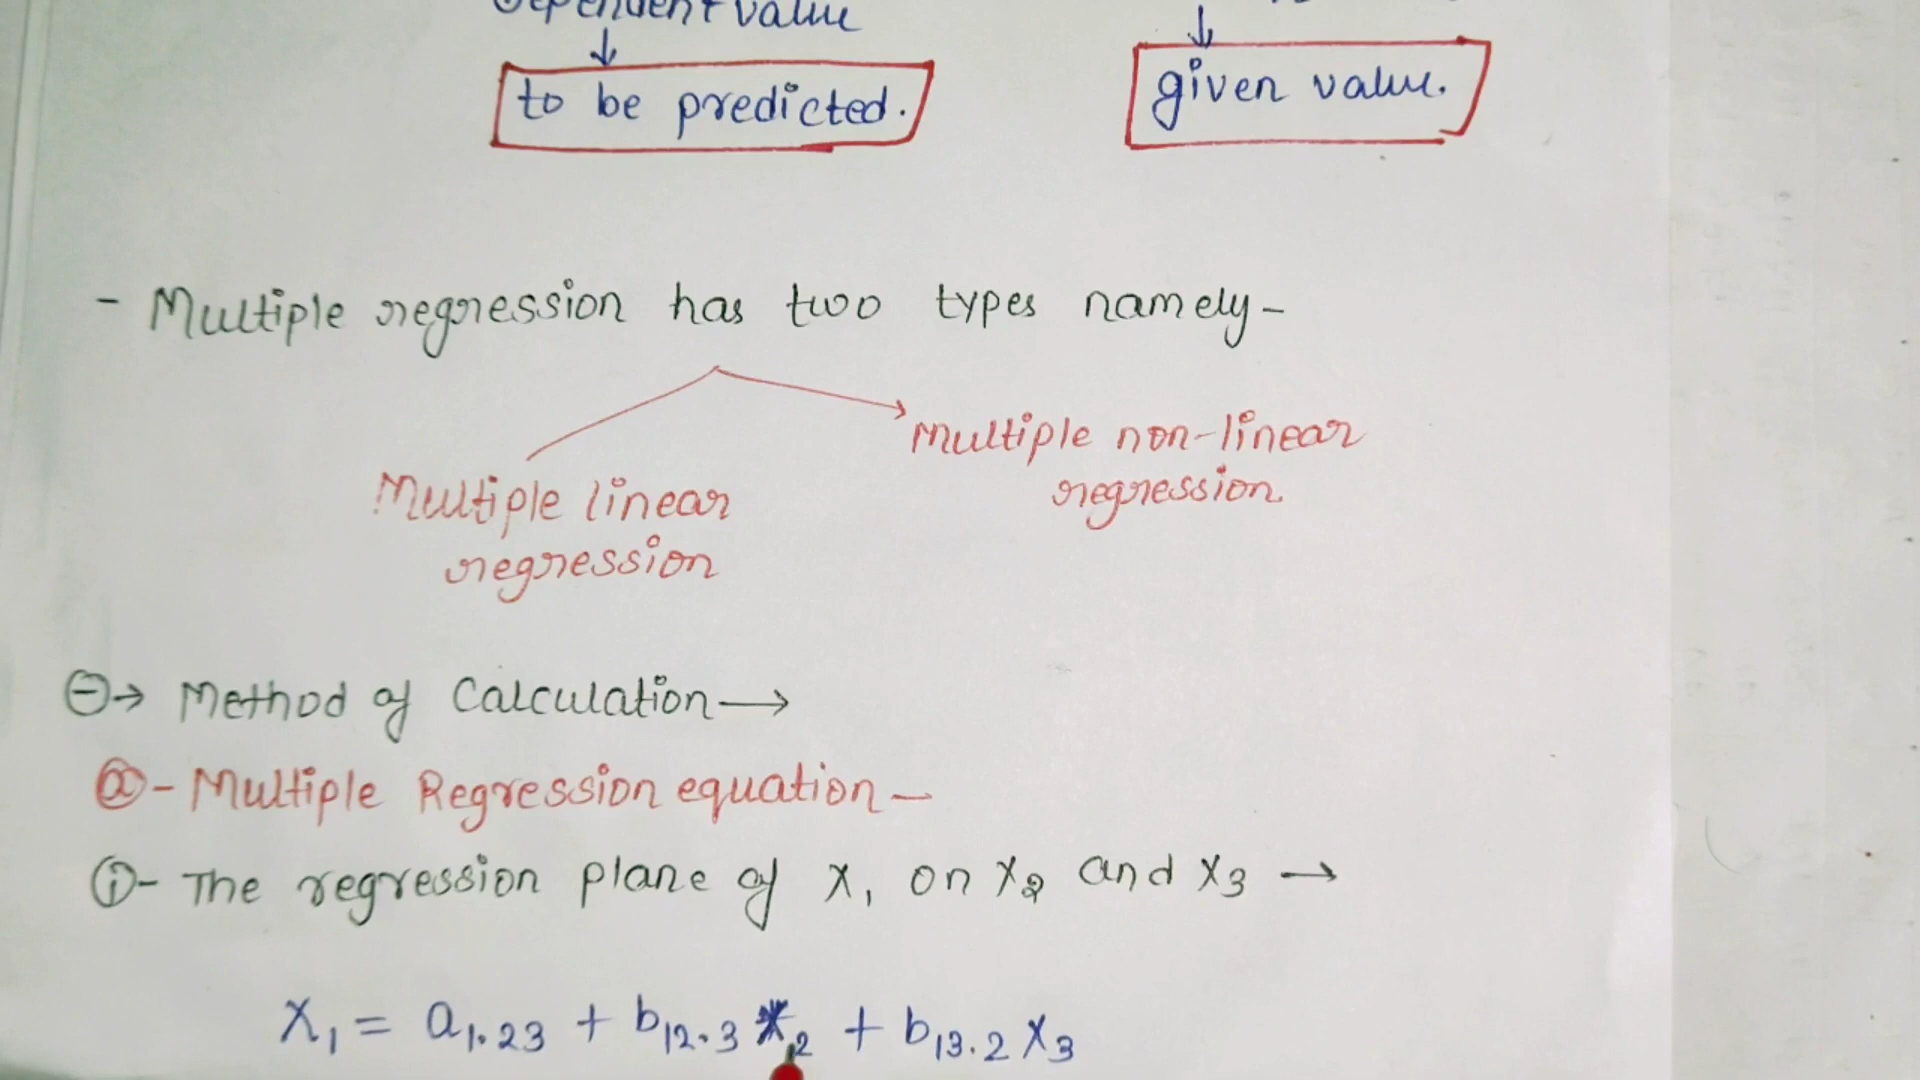 Dependent value
↓ ↓
to be predicted. given value.
- Multiple regression has two types namely-
Multiple non-linear
regression.
Multiple linear
regression
⊖→ Method of Calculation→
ⓐ- Multiple Regression equation-
ⓘ- The regression plane of X₁ on X₂ and X₃ →
X₁ = a₁.₂₃ + b₁₂.₃ X₂ + b₁₃.₂ X₃